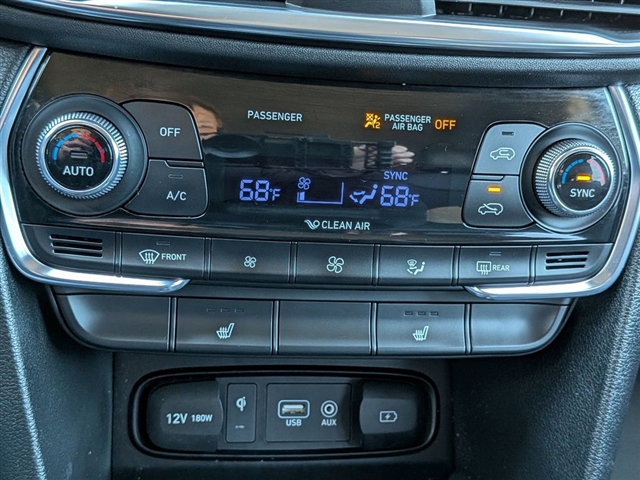 PASSENGER
PASSENGER
AIR BAG
OFF
2
OFF
SYNC
68°F
68°F
AUTO
A/C
SYNC
CLEAN AIR
FRONT
REAR
12V 180W
USB
AUX